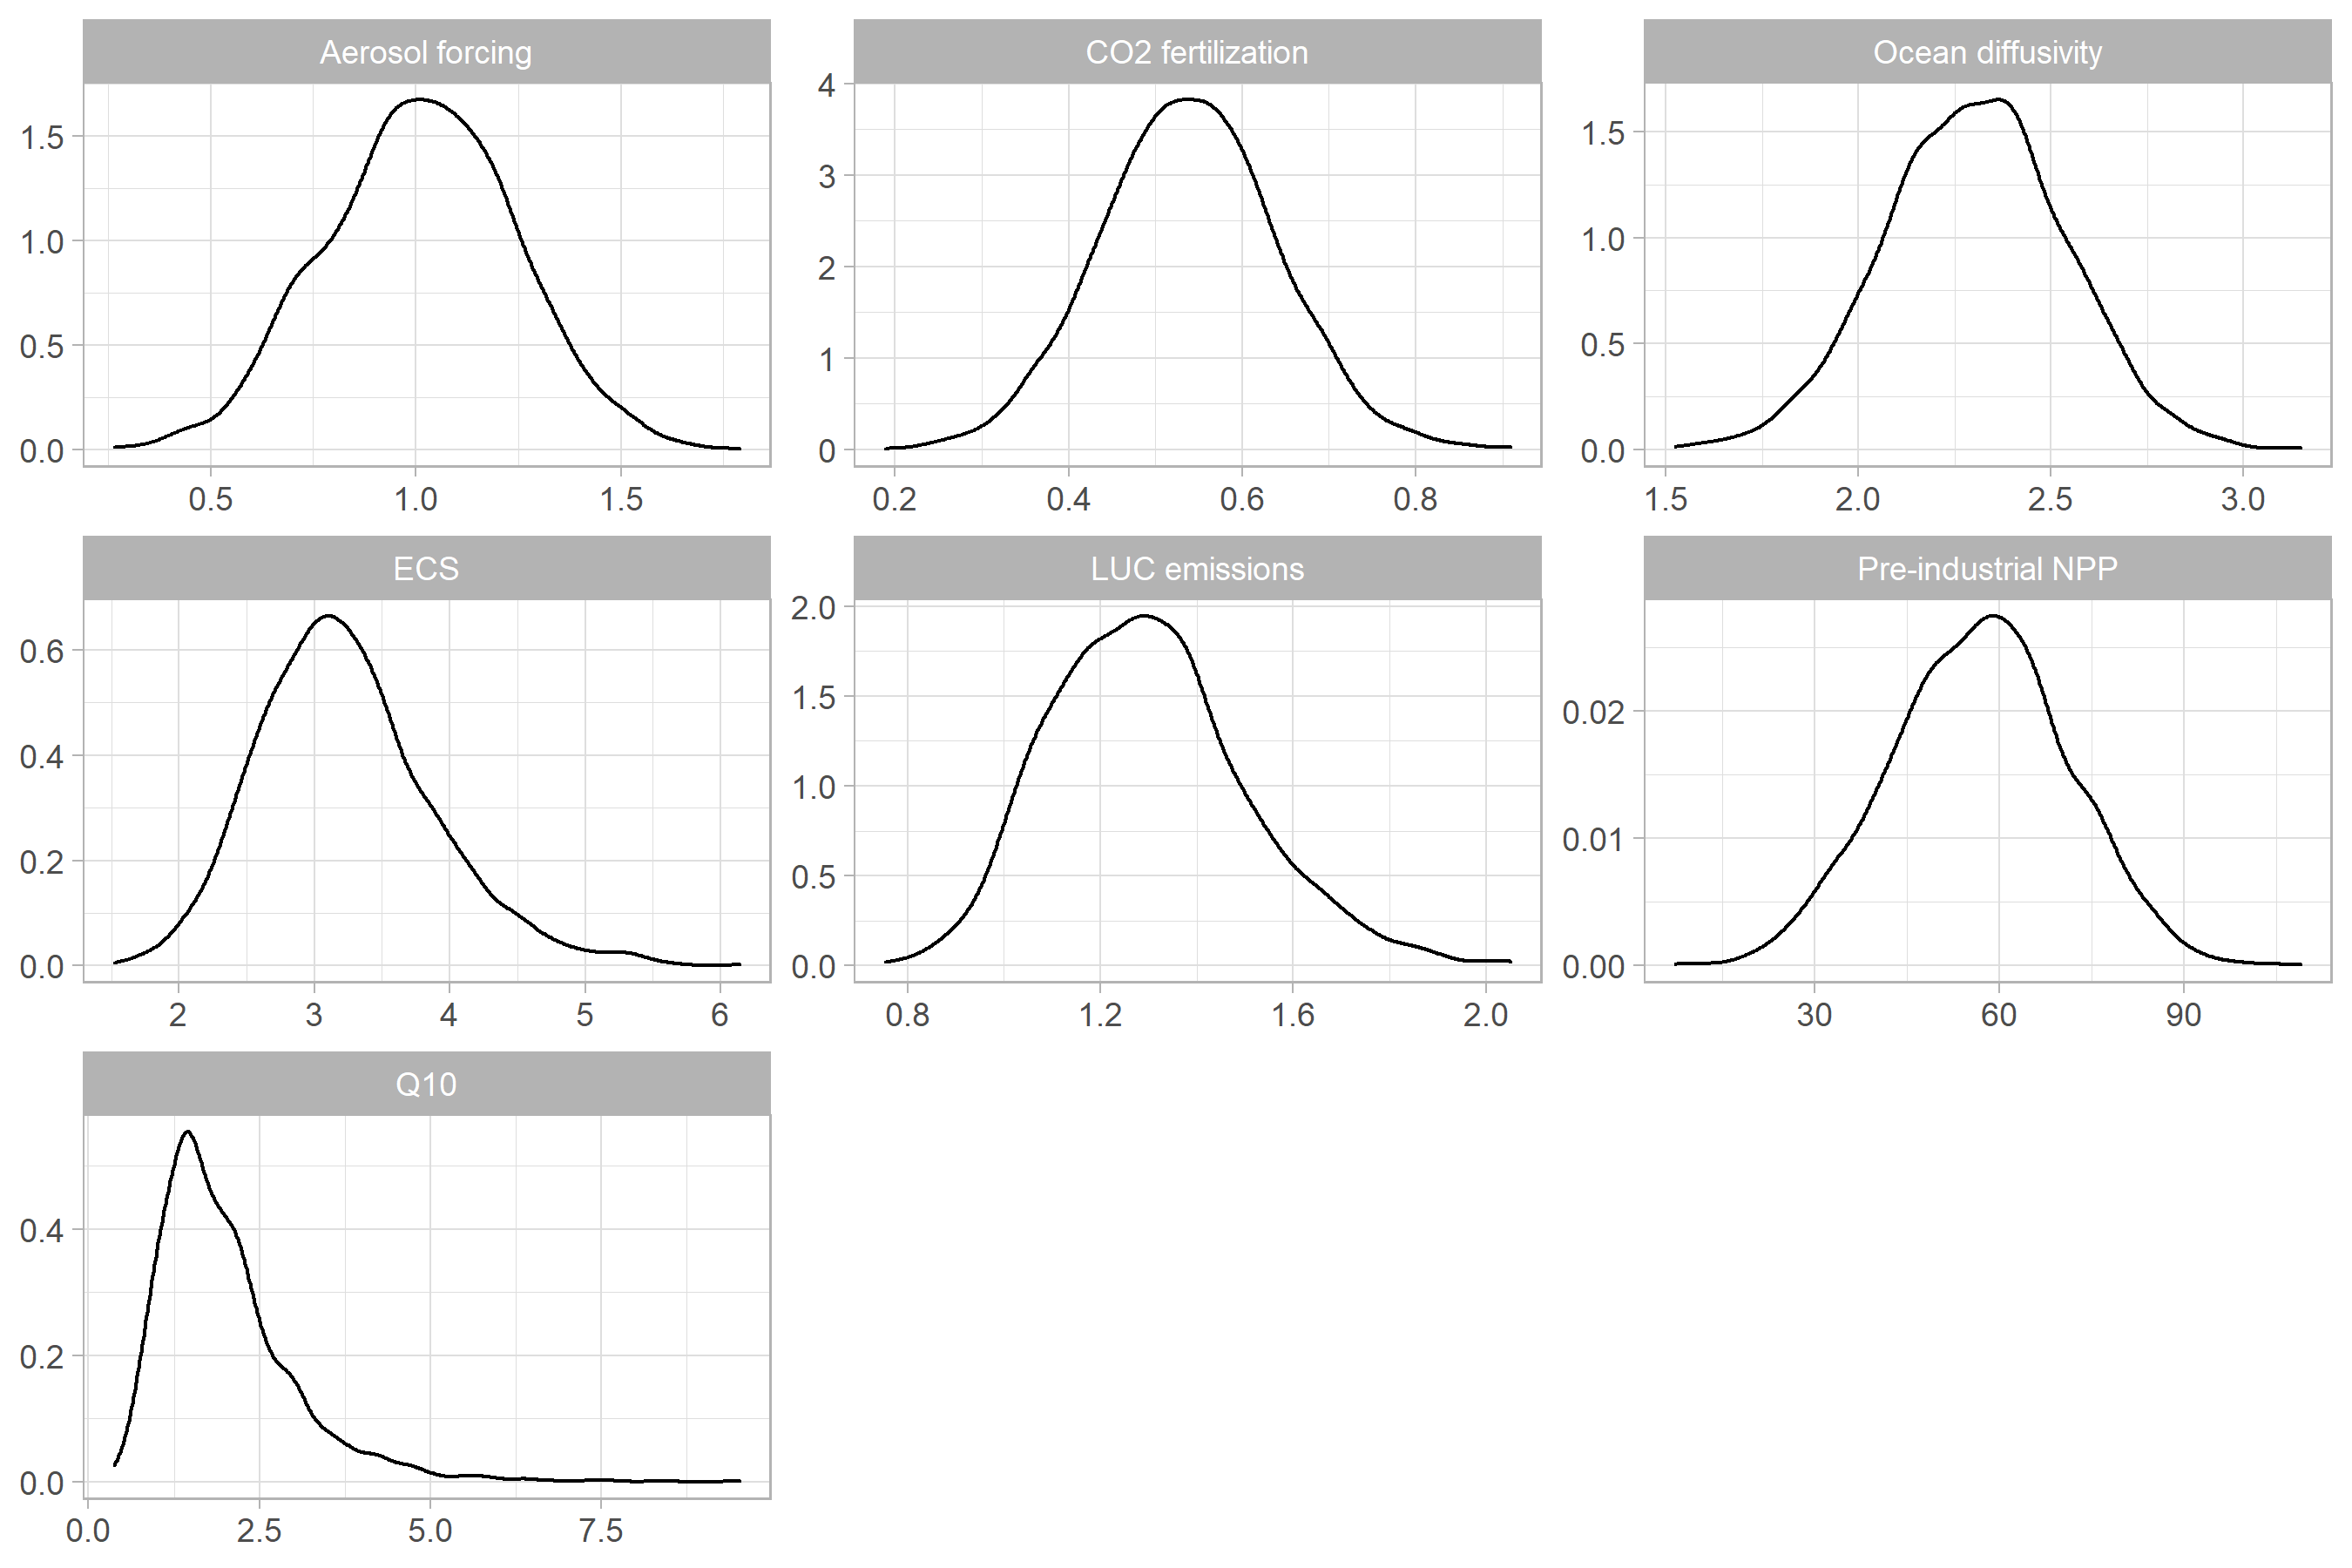 Aerosol forcing
1.5
1.0
0.5
0.0
0.5 1.0 1.5
CO2 fertilization
4
3
2
1
0
0.2 0.4 0.6 0.8
Ocean diffusivity
1.5
1.0
0.5
0.0
1.5 2.0 2.5 3.0
ECS
0.6
0.4
0.2
0.0
2 3 4 5 6
LUC emissions
2.0
1.5
1.0
0.5
0.0
0.8 1.2 1.6 2.0
Pre-industrial NPP
0.02
0.01
0.00
30 60 90
Q10
0.4
0.2
0.0
0.0 2.5 5.0 7.5